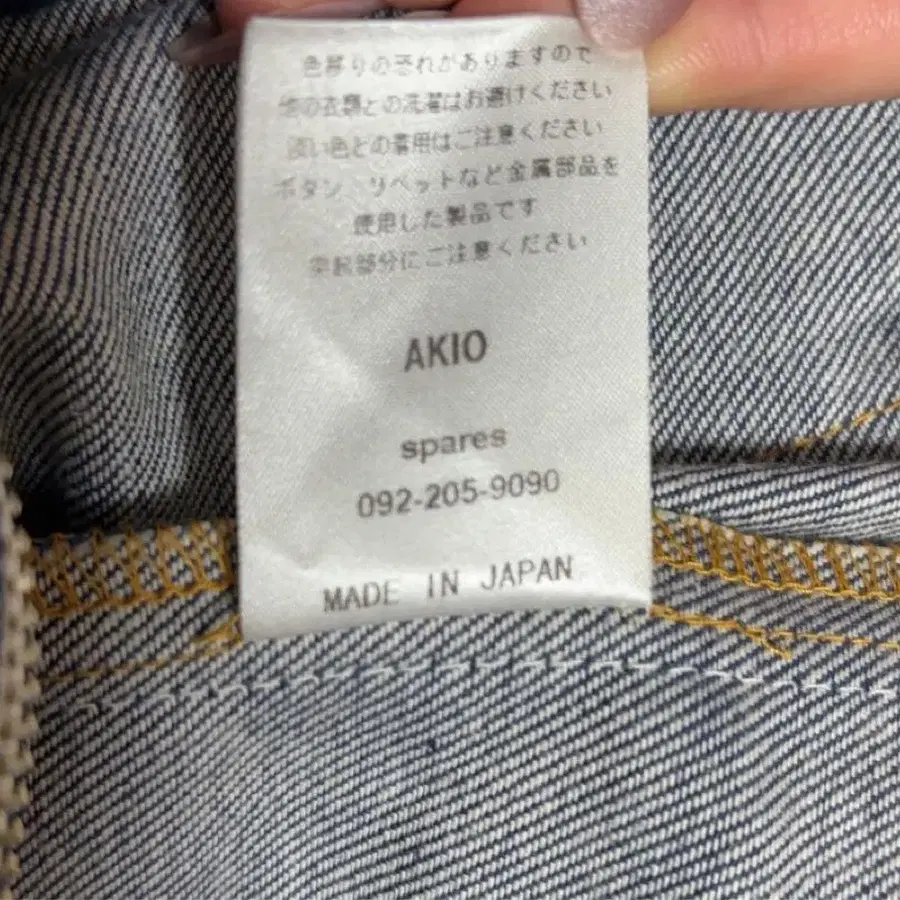 色移りの恐れがありますので
他の衣類との洗濯はお避けください
淡い色との着用はご注意ください
ボタン、リベットなど金属部品を
使用した製品です
突起部分にご注意ください
AKIO
spares
092-205-9090
MADE IN JAPAN